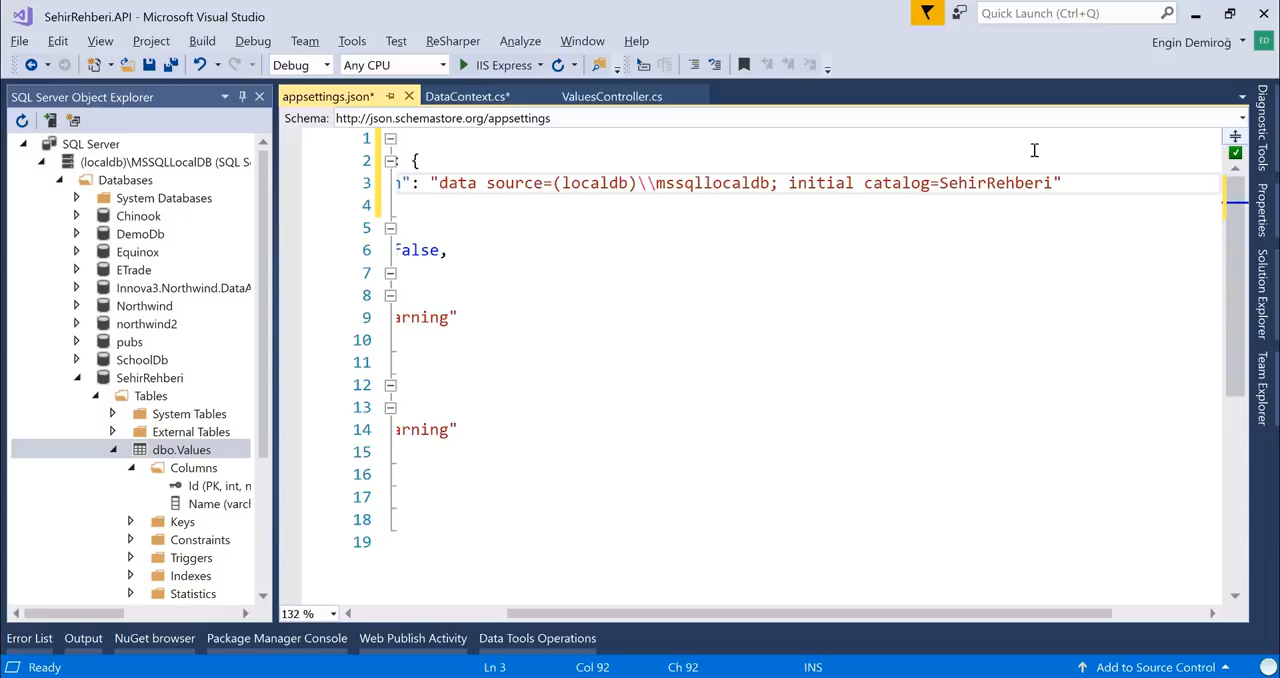 SehirRehberi.API - Microsoft Visual Studio
Quick Launch (Ctrl+Q)
File Edit View Project Build Debug Team Tools Test ReSharper Analyze Window Help
Engin Demiroğ
ED
Debug Any CPU IIS Express
SQL Server Object Explorer
appsettings.json* DataContext.cs* ValuesController.cs
Schema: http://json.schemastore.org/appsettings
SQL Server
(localdb)\MSSQLLocalDB (SQL S
Databases
System Databases
Chinook
DemoDb
Equinox
ETrade
Innova3.Northwind.DataA
Northwind
northwind2
pubs
SchoolDb
SehirRehberi
Tables
System Tables
External Tables
dbo.Values
Columns
Id (PK, int, n
Name (varch
Keys
Constraints
Triggers
Indexes
Statistics
1
2 : {
3 n": "data source=(localdb)\\mssqllocaldb; initial catalog=SehirRehberi"
4
5
6 false,
7
8
9 arning"
10
11
12
13
14 arning"
15
16
17
18
19
132 %
Diagnostic Tools
Properties
Solution Explorer
Team Explorer
Error List Output NuGet browser Package Manager Console Web Publish Activity Data Tools Operations
Ready Ln 3 Col 92 Ch 92 INS Add to Source Control